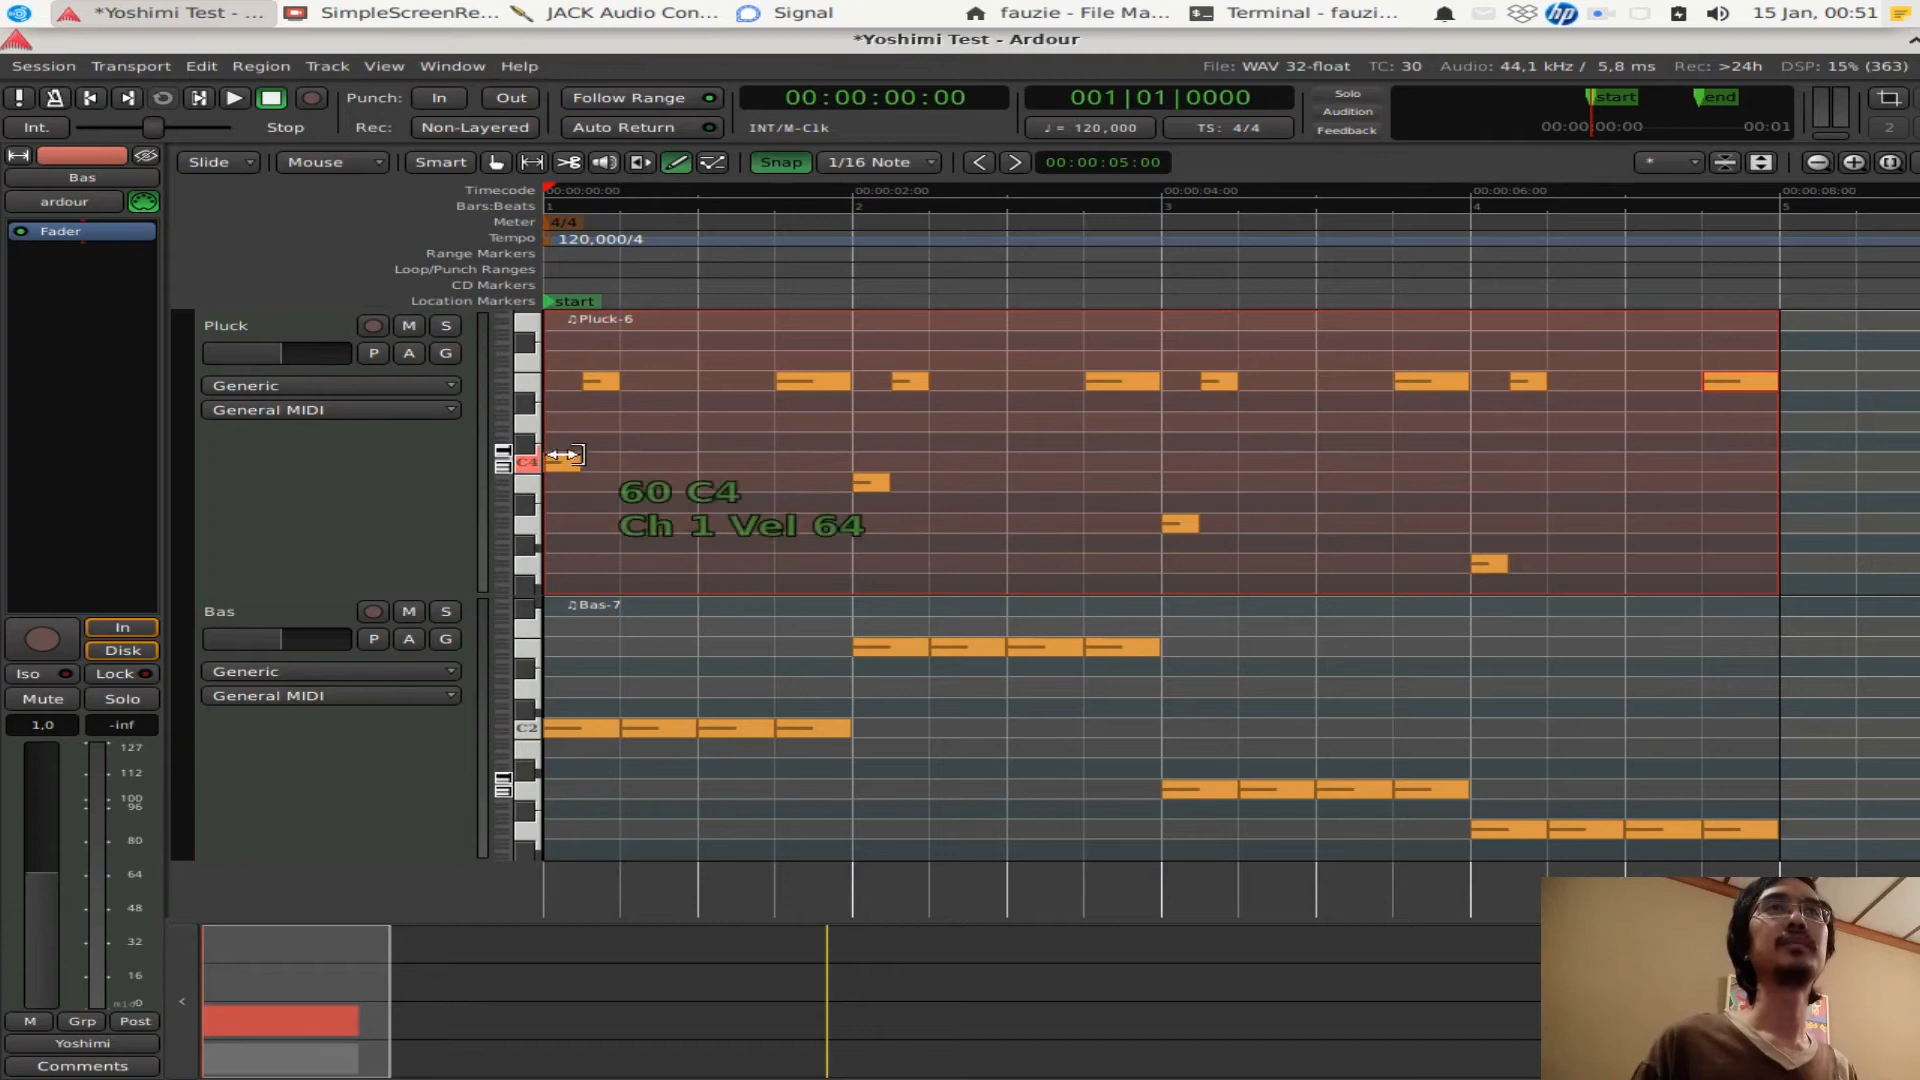 *Yoshimi Test - ... SimpleScreenRe... JACK Audio Con... Signal fauzie - File Ma... Terminal - fauzi... 15 Jan, 00:51
*Yoshimi Test - Ardour
Session Transport Edit Region Track View Window Help File: WAV 32-float TC: 30 Audio: 44,1 kHz / 5,8 ms Rec: >24h DSP: 15% (363)
Punch: In Out Follow Range 00:00:00:00 001|01|0000 Solo start end
Audition
Int. Stop Rec: Non-Layered Auto Return INT/M-Clk ♩ = 120,000 TS: 4/4 Feedback 00:00:00:00 00:01 2
Slide Mouse Smart Snap 1/16 Note < > 00:00:05:00 *
Bas
ardour
Fader
Timecode 00:00:00:00 00:00:02:00 00:00:04:00 00:00:06:00 00:00:08:00
Bars:Beats 1 2 3 4 5
Meter 4/4
Tempo 120,000/4
Range Markers
Loop/Punch Ranges
CD Markers
Location Markers start
Pluck M S ♫Pluck-6
P A G
Generic
General MIDI
C4
60 C4
Ch 1 Vel 64
Bas M S ♫Bas-7
P A G
Generic
General MIDI
C2
In
Disk
Iso Lock
Mute Solo
1,0 -inf
127
112
100
96
80
64
48
32
16
mid0
M Grp Post
Yoshimi
Comments
<